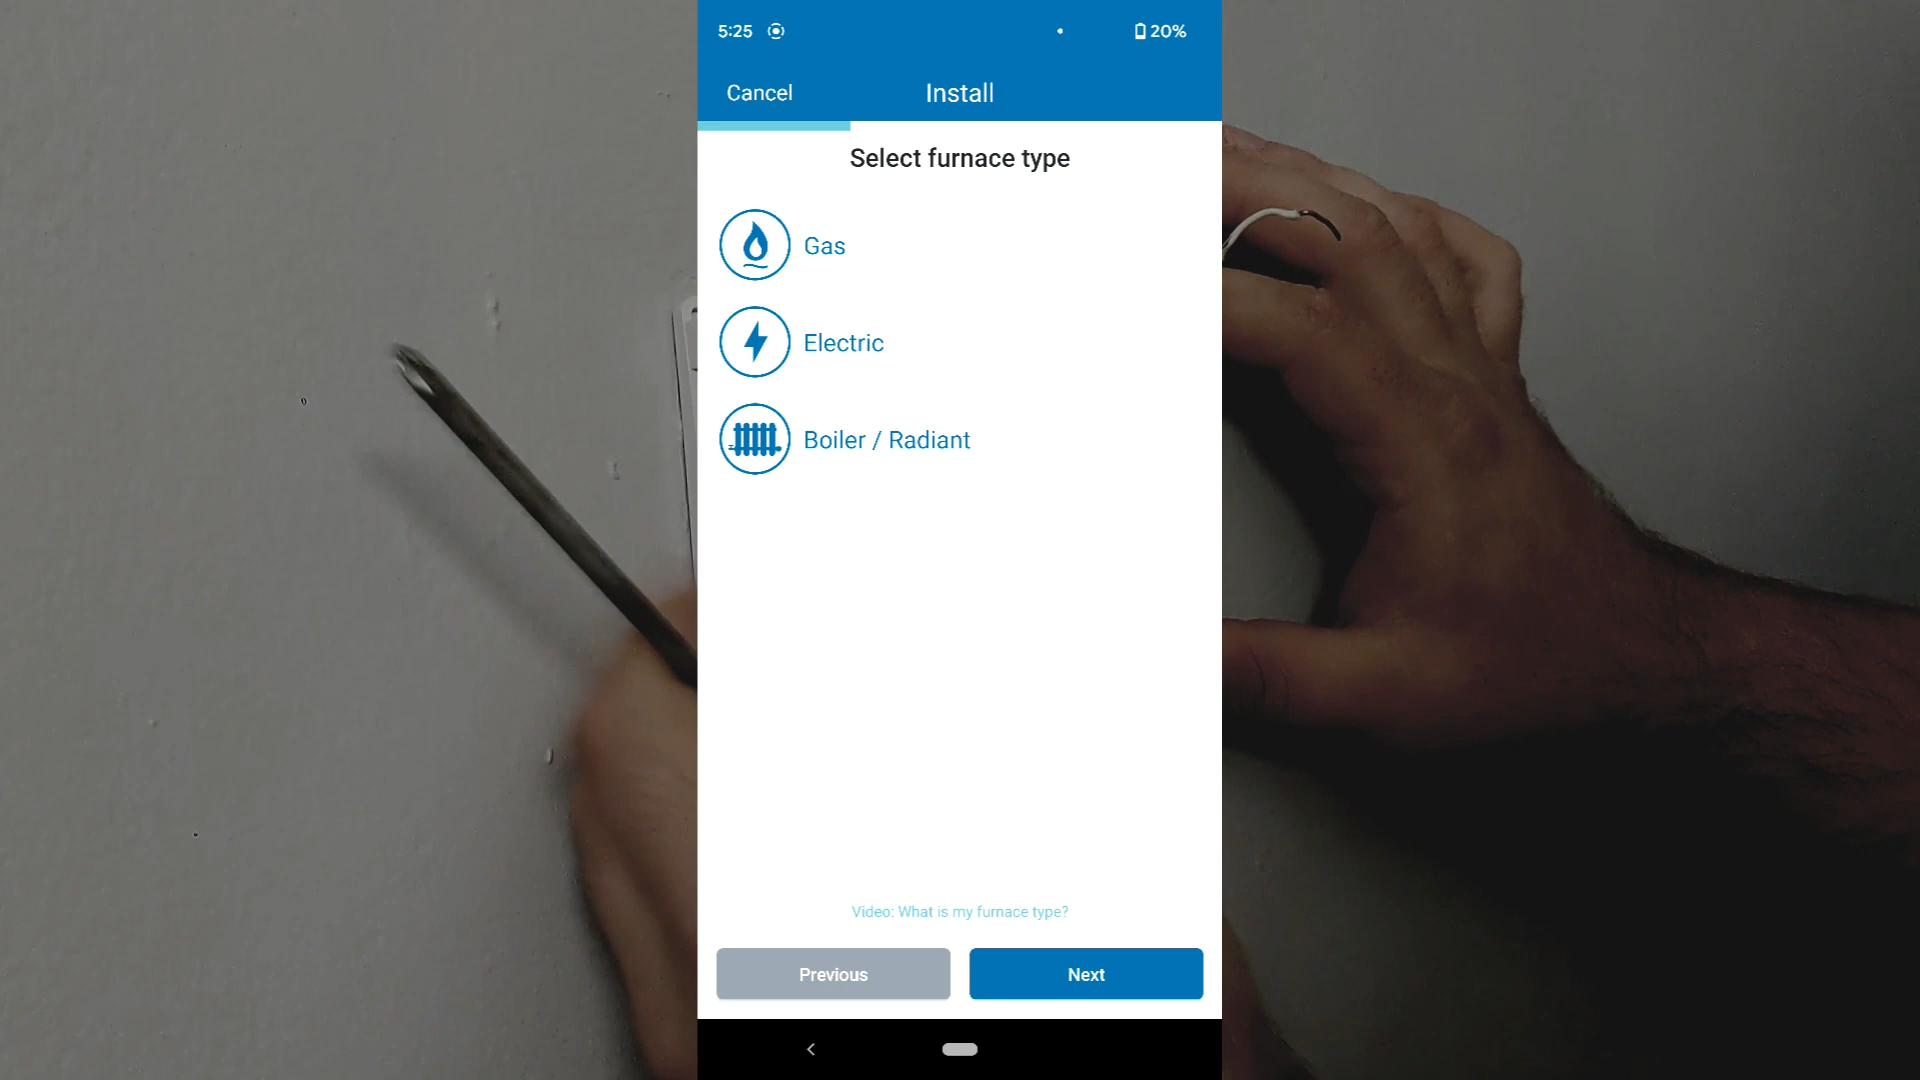 5:25
20%
Cancel
Install
Select furnace type
Gas
Electric
Boiler / Radiant
Video: What is my furnace type?
Previous
Next